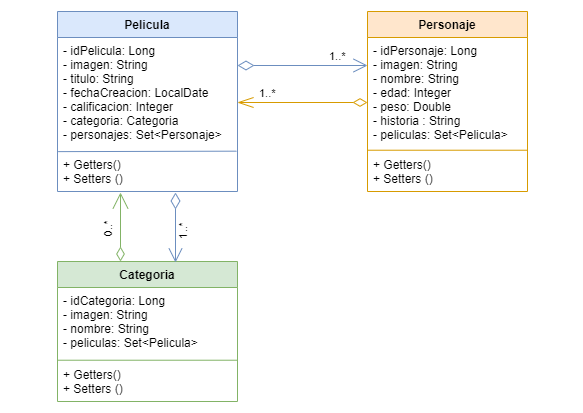 Pelicula
- idPelicula: Long
- imagen: String
- titulo: String
- fechaCreacion: LocalDate
- calificacion: Integer
- categoria: Categoria
- personajes: Set<Personaje>
+ Getters()
+ Setters ()
1..*
1..*
Personaje
- idPersonaje: Long
- imagen: String
- nombre: String
- edad: Integer
- peso: Double
- historia : String
- peliculas: Set<Pelicula>
+ Getters()
+ Setters ()
0..*
1..*
Categoria
- idCategoria: Long
- imagen: String
- nombre: String
- peliculas: Set<Pelicula>
+ Getters()
+ Setters ()